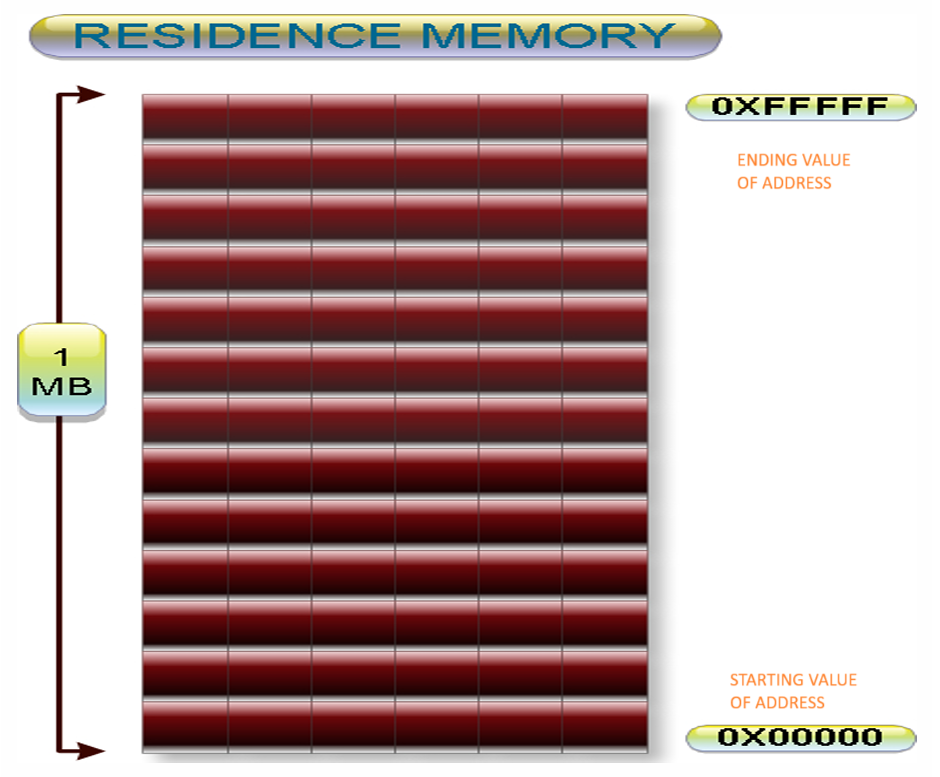 RESIDENCE MEMORY
0XFFFFF
ENDING VALUE
OF ADDRESS
1
MB
STARTING VALUE
OF ADDRESS
0X00000